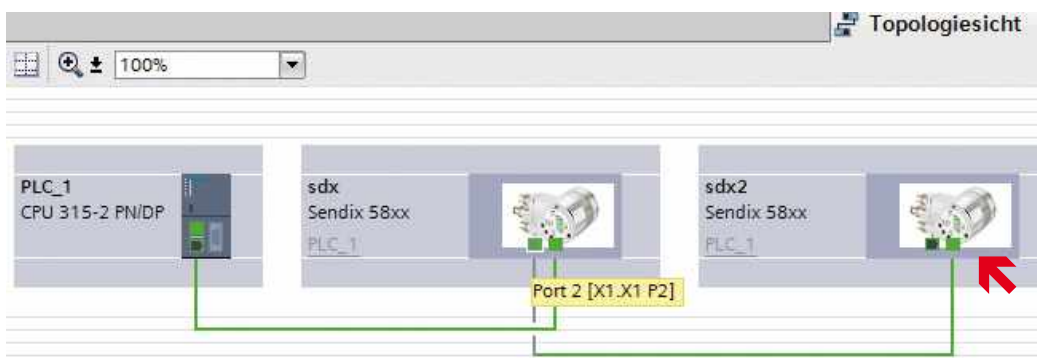 Topologiesicht
100%
PLC_1
CPU 315-2 PN/DP
sdx
Sendix 58xx
PLC_1
Port 2 [X1.X1 P2]
sdx2
Sendix 58xx
PLC_1